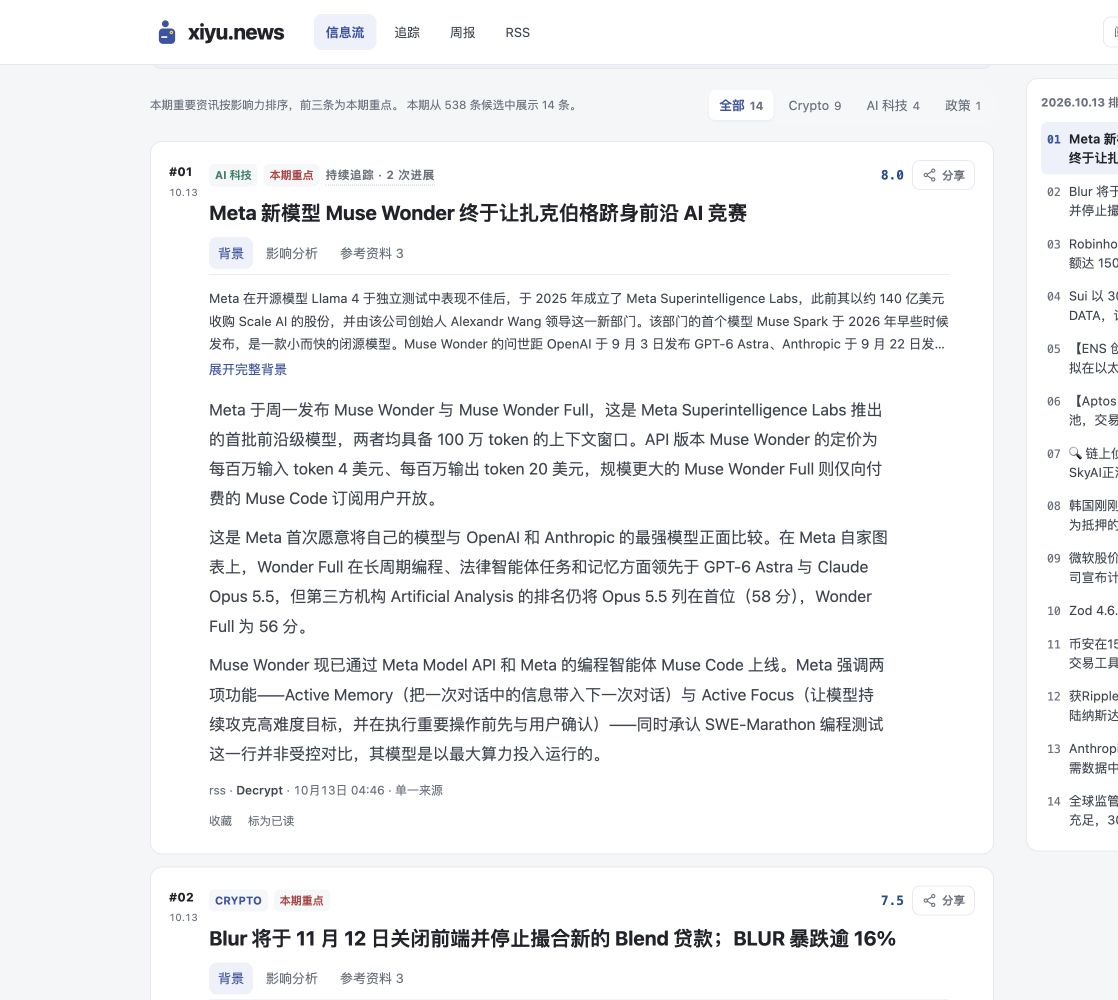 xiyu.news
信息流
追踪
周报
RSS
本期重要资讯按影响力排序，前三条为本期重点。 本期从 538 条候选中展示 14 条。
全部 14
Crypto 9
AI 科技 4
政策 1
#01
10.13
AI 科技
本期重点
持续追踪 · 2 次进展
8.0
分享
Meta 新模型 Muse Wonder 终于让扎克伯格跻身前沿 AI 竞赛
背景
影响分析
参考资料 3
Meta 在开源模型 Llama 4 于独立测试中表现不佳后，于 2025 年成立了 Meta Superintelligence Labs，此前其以约 140 亿美元
收购 Scale AI 的股份，并由该公司创始人 Alexandr Wang 领导这一新部门。该部门的首个模型 Muse Spark 于 2026 年早些时候
发布，是一款小而快的闭源模型。Muse Wonder 的问世距 OpenAI 于 9 月 3 日发布 GPT-6 Astra、Anthropic 于 9 月 22 日发...
展开完整背景
Meta 于周一发布 Muse Wonder 与 Muse Wonder Full，这是 Meta Superintelligence Labs 推出
的首批前沿级模型，两者均具备 100 万 token 的上下文窗口。API 版本 Muse Wonder 的定价为
每百万输入 token 4 美元、每百万输出 token 20 美元，规模更大的 Muse Wonder Full 则仅向付
费的 Muse Code 订阅用户开放。
这是 Meta 首次愿意将自己的模型与 OpenAI 和 Anthropic 的最强模型正面比较。在 Meta 自家图
表上，Wonder Full 在长周期编程、法律智能体任务和记忆方面领先于 GPT-6 Astra 与 Claude
Opus 5.5，但第三方机构 Artificial Analysis 的排名仍将 Opus 5.5 列在首位（58 分），Wonder
Full 为 56 分。
Muse Wonder 现已通过 Meta Model API 和 Meta 的编程智能体 Muse Code 上线。Meta 强调两
项功能——Active Memory（把一次对话中的信息带入下一次对话）与 Active Focus（让模型持
续攻克高难度目标，并在执行重要操作前先与用户确认）——同时承认 SWE-Marathon 编程测试
这一行并非受控对比，其模型是以最大算力投入运行的。
rss · Decrypt · 10月13日 04:46 · 单一来源
收藏
标为已读
#02
10.13
CRYPTO
本期重点
7.5
分享
Blur 将于 11 月 12 日关闭前端并停止撮合新的 Blend 贷款；BLUR 暴跌逾 16%
背景
影响分析
参考资料 3
2026.10.13 排
01
Meta 新
终于让扎
02
Blur 将于
并停止撮
03
Robinho
额达 150
04
Sui 以 30
DATA，
05
【ENS 创
拟在以太
06
【Aptos
池，交易
07
链上侦
SkyAI正
08
韩国刚刚
为抵押的
09
微软股价
司宣布计
10
Zod 4.6.
11
币安在15
交易工具
12
获Ripple
陆纳斯达
13
Anthropi
需数据中
14
全球监管
充足，30